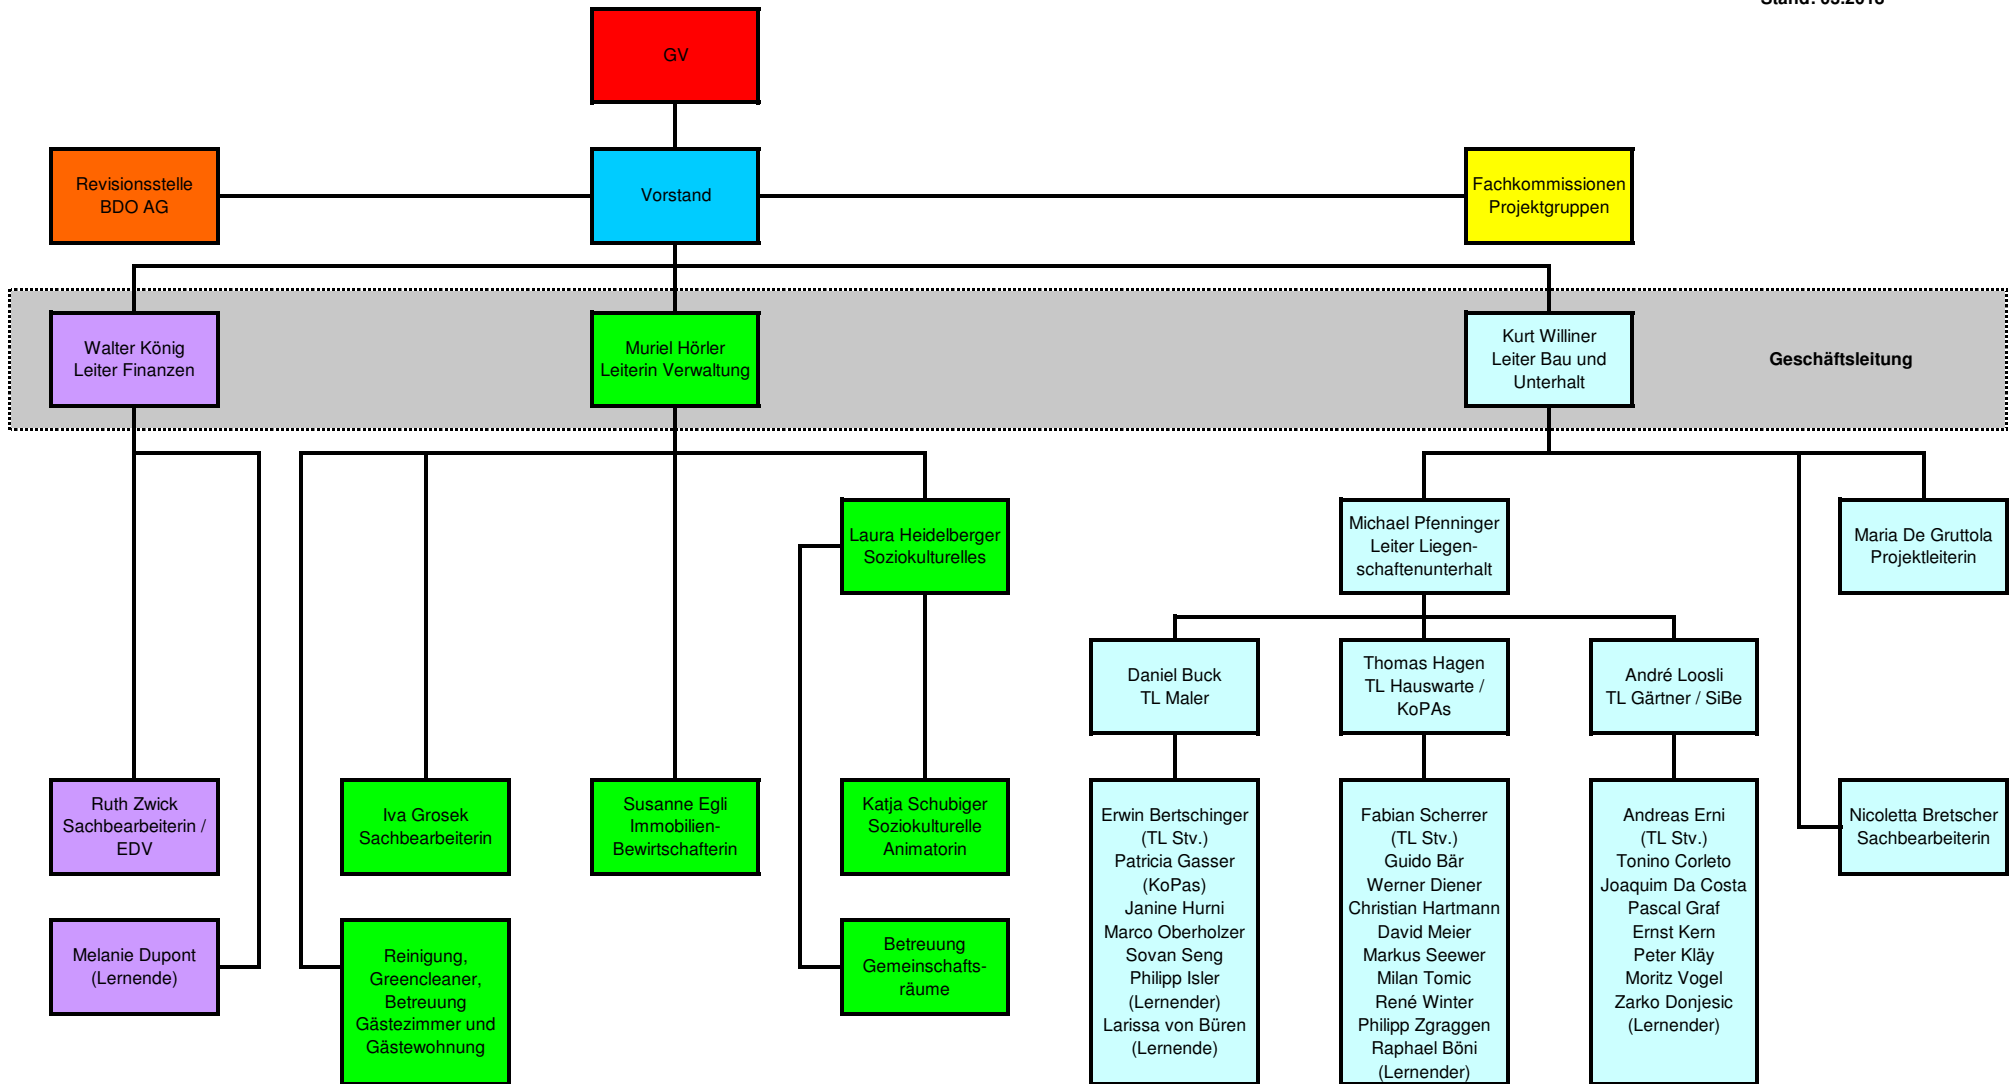 Stand: 05.2018
GV
Revisionsstelle
BDO AG
Vorstand
Fachkommissionen
Projektgruppen
Walter König
Leiter Finanzen
Muriel Hörler
Leiterin Verwaltung
Kurt Williner
Leiter Bau und
Unterhalt
Geschäftsleitung
Laura Heidelberger
Soziokulturelles
Michael Pfenninger
Leiter Liegen-
schaftenunterhalt
Maria De Gruttola
Projektleiterin
Daniel Buck
TL Maler
Thomas Hagen
TL Hauswarte /
KoPAs
André Loosli
TL Gärtner / SiBe
Ruth Zwick
Sachbearbeiterin /
EDV
Iva Grosek
Sachbearbeiterin
Susanne Egli
Immobilien-
Bewirtschafterin
Katja Schubiger
Soziokulturelle
Animatorin
Erwin Bertschinger
(TL Stv.)
Patricia Gasser
(KoPas)
Janine Hurni
Marco Oberholzer
Sovan Seng
Philipp Isler
(Lernender)
Larissa von Büren
(Lernende)
Fabian Scherrer
(TL Stv.)
Guido Bär
Werner Diener
Christian Hartmann
David Meier
Markus Seewer
Milan Tomic
René Winter
Philipp Zgraggen
Raphael Böni
(Lernender)
Andreas Erni
(TL Stv.)
Tonino Corleto
Joaquim Da Costa
Pascal Graf
Ernst Kern
Peter Kläy
Moritz Vogel
Zarko Donjesic
(Lernender)
Nicoletta Bretscher
Sachbearbeiterin
Melanie Dupont
(Lernende)
Reinigung,
Greencleaner,
Betreuung
Gästezimmer und
Gästewohnung
Betreuung
Gemeinschafts-
räume